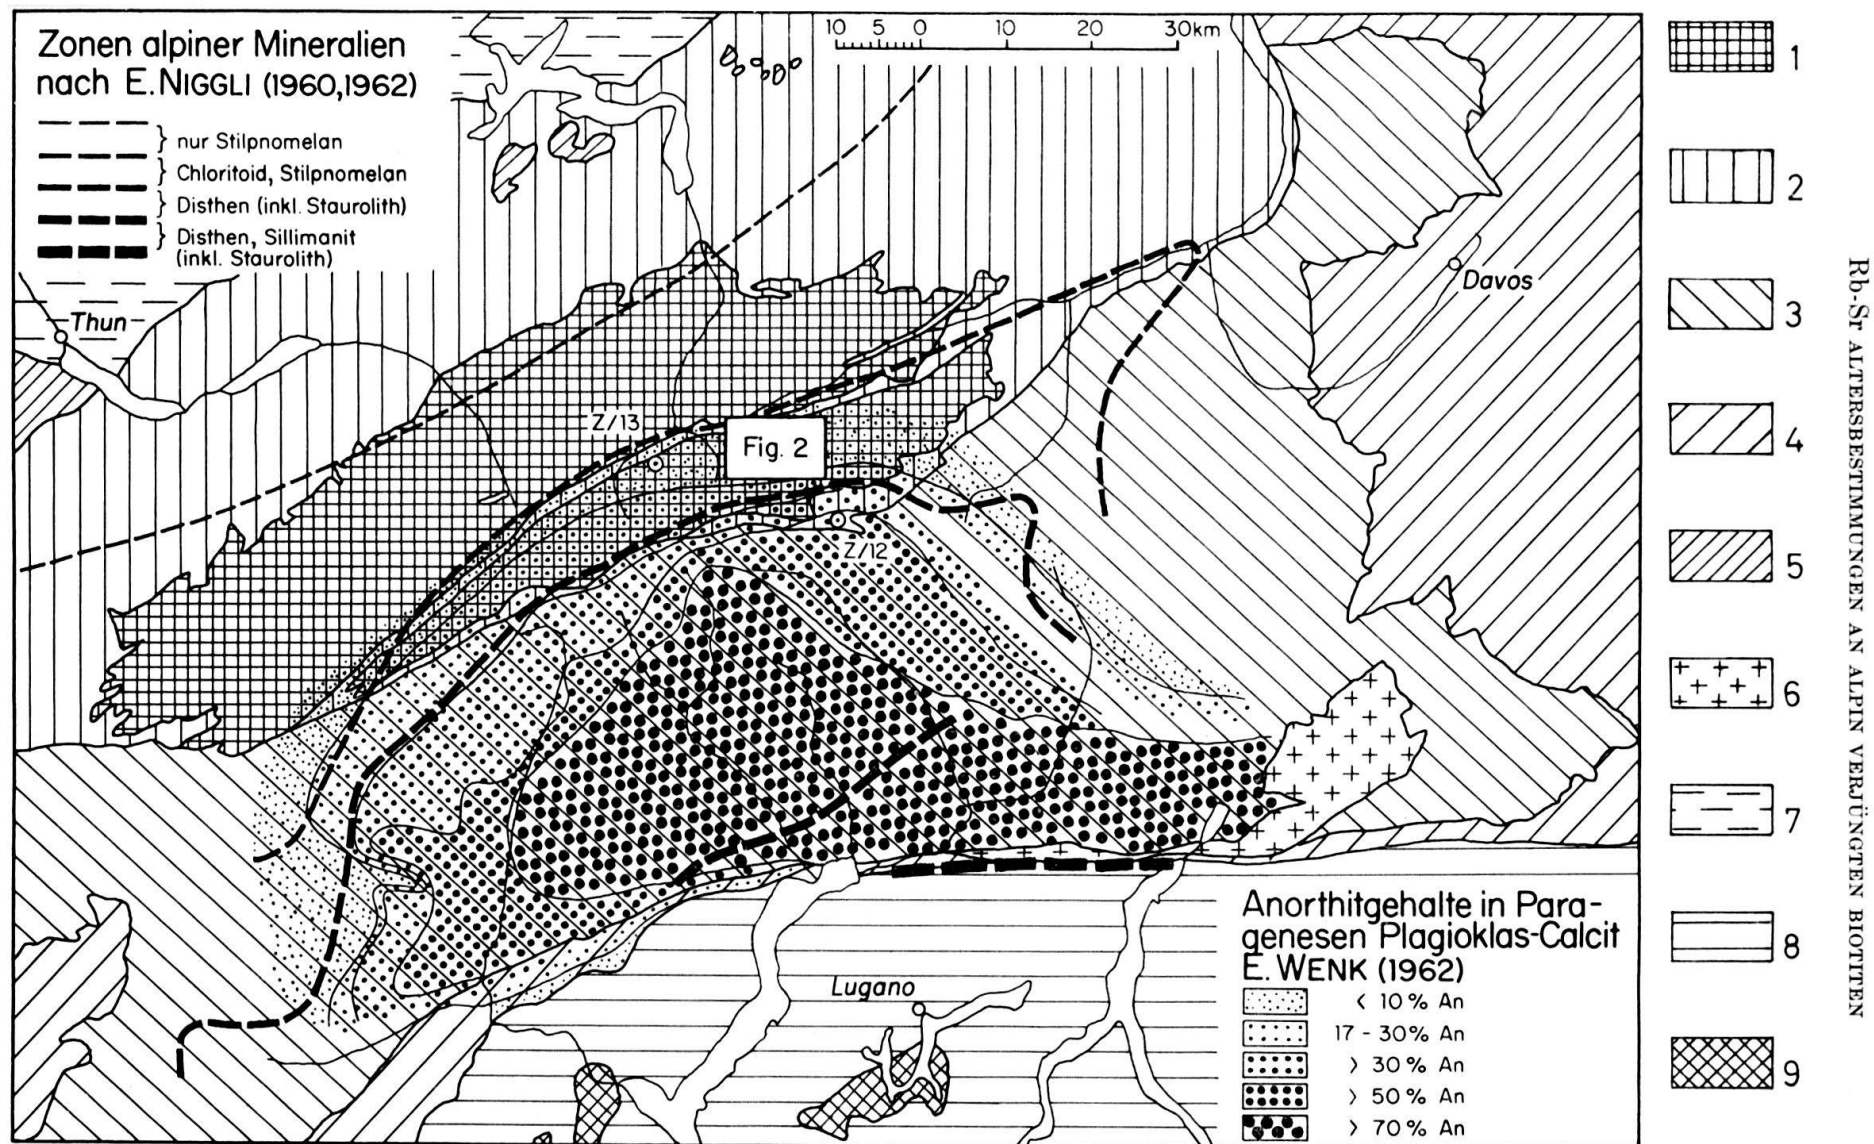 Zonen alpiner Mineralien
nach E. NIGGLI (1960,1962)
} nur Stilpnomelan
} Chloritoid, Stilpnomelan
} Disthen (inkl. Staurolith)
} Disthen, Sillimanit
(inkl. Staurolith)
10 5 0 10 20 30km
Thun
Davos
Z/13
Fig. 2
Z/12
Lugano
Anorthitgehalte in Para-
genesen Plagioklas-Calcit
E. WENK (1962)
< 10% An
17 - 30% An
> 30% An
> 50% An
> 70% An
1
2
3
4
5
6
7
8
9
Rb-Sr ALTERSBESTIMMUNGEN AN ALPIN VERJÜNGTEN BIOTITEN